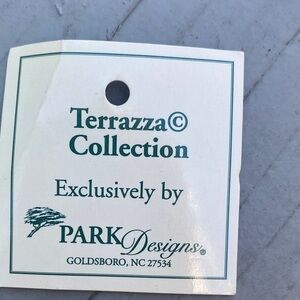 Terrazza©
Collection
Exclusively by
PARK Designs®
GOLDSBORO, NC 27534